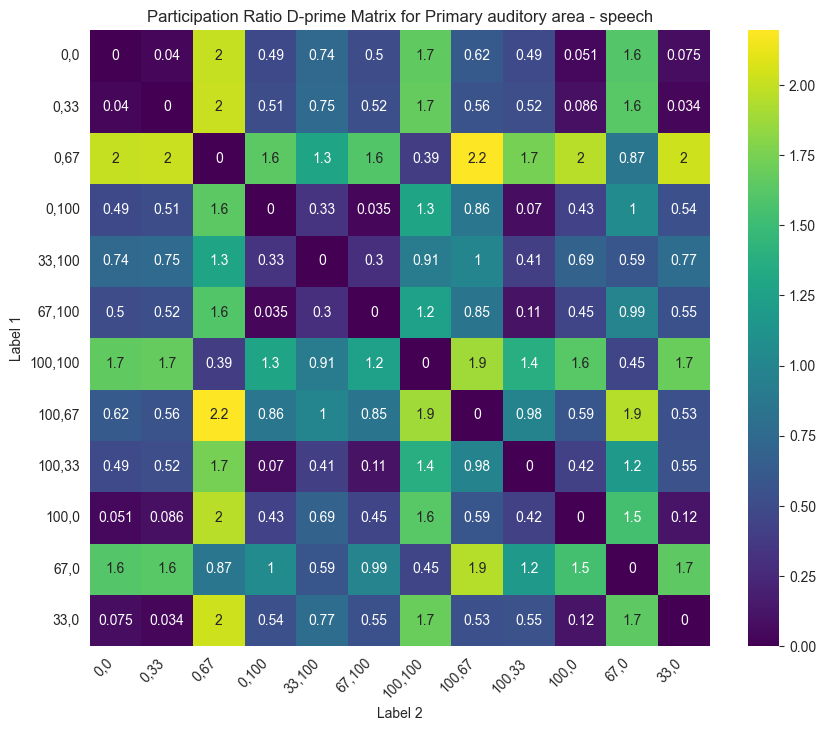 Participation Ratio D-prime Matrix for Primary auditory area - speech
0,0 0 0.04 2 0.49 0.74 0.5 1.7 0.62 0.49 0.051 1.6 0.075
0,33 0.04 0 2 0.51 0.75 0.52 1.7 0.56 0.52 0.086 1.6 0.034
0,67 2 2 0 1.6 1.3 1.6 0.39 2.2 1.7 2 0.87 2
0,100 0.49 0.51 1.6 0 0.33 0.035 1.3 0.86 0.07 0.43 1 0.54
33,100 0.74 0.75 1.3 0.33 0 0.3 0.91 1 0.41 0.69 0.59 0.77
67,100 0.5 0.52 1.6 0.035 0.3 0 1.2 0.85 0.11 0.45 0.99 0.55
100,100 1.7 1.7 0.39 1.3 0.91 1.2 0 1.9 1.4 1.6 0.45 1.7
100,67 0.62 0.56 2.2 0.86 1 0.85 1.9 0 0.98 0.59 1.9 0.53
100,33 0.49 0.52 1.7 0.07 0.41 0.11 1.4 0.98 0 0.42 1.2 0.55
100,0 0.051 0.086 2 0.43 0.69 0.45 1.6 0.59 0.42 0 1.5 0.12
67,0 1.6 1.6 0.87 1 0.59 0.99 0.45 1.9 1.2 1.5 0 1.7
33,0 0.075 0.034 2 0.54 0.77 0.55 1.7 0.53 0.55 0.12 1.7 0
0,0 0,33 0,67 0,100 33,100 67,100 100,100 100,67 100,33 100,0 67,0 33,0
Label 2
Label 1
2.00
1.75
1.50
1.25
1.00
0.75
0.50
0.25
0.00